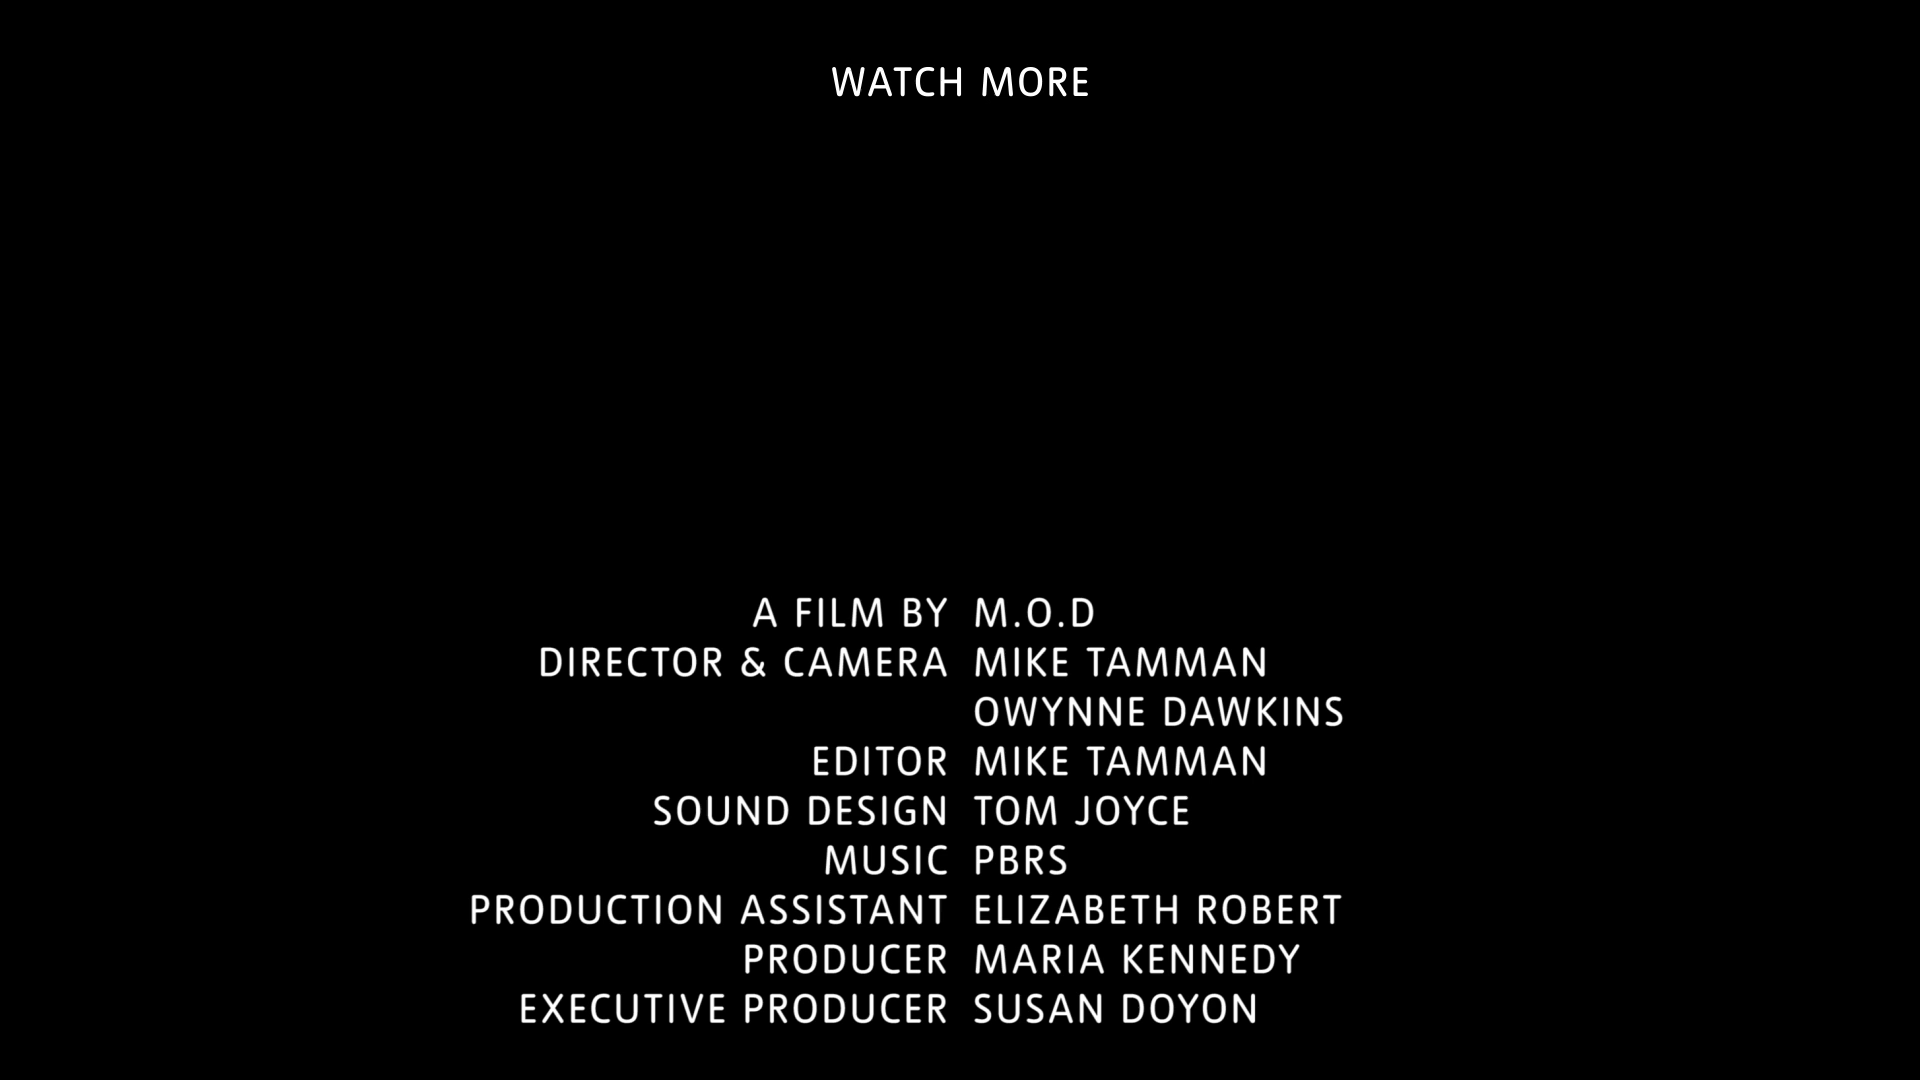 WATCH MORE
A FILM BY M.O.D
DIRECTOR & CAMERA MIKE TAMMAN
OWYNNE DAWKINS
EDITOR MIKE TAMMAN
SOUND DESIGN TOM JOYCE
MUSIC PBRS
PRODUCTION ASSISTANT ELIZABETH ROBERT
PRODUCER MARIA KENNEDY
EXECUTIVE PRODUCER SUSAN DOYON